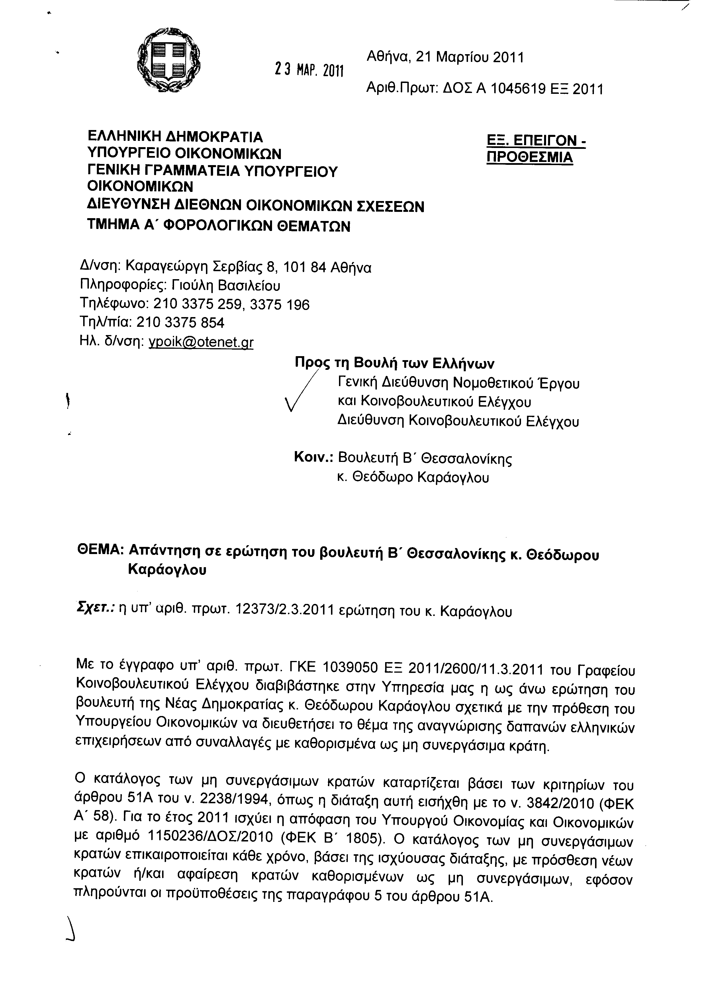 23 ΜΑΡ. 2011
Αθήνα, 21 Μαρτίου 2011
Αριθ.Πρωτ: ΔΟΣ Α 1045619 ΕΞ 2011
ΕΛΛΗΝΙΚΗ ΔΗΜΟΚΡΑΤΙΑ
ΥΠΟΥΡΓΕΙΟ ΟΙΚΟΝΟΜΙΚΩΝ
ΓΕΝΙΚΗ ΓΡΑΜΜΑΤΕΙΑ ΥΠΟΥΡΓΕΙΟΥ
ΟΙΚΟΝΟΜΙΚΩΝ
ΔΙΕΥΘΥΝΣΗ ΔΙΕΘΝΩΝ ΟΙΚΟΝΟΜΙΚΩΝ ΣΧΕΣΕΩΝ
ΤΜΗΜΑ Α΄ ΦΟΡΟΛΟΓΙΚΩΝ ΘΕΜΑΤΩΝ
ΕΞ. ΕΠΕΙΓΟΝ -
ΠΡΟΘΕΣΜΙΑ
Δ/νση: Καραγεώργη Σερβίας 8, 101 84 Αθήνα
Πληροφορίες: Γιούλη Βασιλείου
Τηλέφωνο: 210 3375 259, 3375 196
Τηλ/πία: 210 3375 854
Ηλ. δ/νση: ypoik@otenet.gr
Προς τη Βουλή των Ελλήνων
Γενική Διεύθυνση Νομοθετικού Έργου
και Κοινοβουλευτικού Ελέγχου
Διεύθυνση Κοινοβουλευτικού Ελέγχου
Κοιν.: Βουλευτή Β΄ Θεσσαλονίκης
κ. Θεόδωρο Καράογλου
ΘΕΜΑ: Απάντηση σε ερώτηση του βουλευτή Β΄ Θεσσαλονίκης κ. Θεόδωρου
Καράογλου
Σχετ.: η υπ' αριθ. πρωτ. 12373/2.3.2011 ερώτηση του κ. Καράογλου
Με το έγγραφο υπ' αριθ. πρωτ. ΓΚΕ 1039050 ΕΞ 2011/2600/11.3.2011 του Γραφείου
Κοινοβουλευτικού Ελέγχου διαβιβάστηκε στην Υπηρεσία μας η ως άνω ερώτηση του
βουλευτή της Νέας Δημοκρατίας κ. Θεόδωρου Καράογλου σχετικά με την πρόθεση του
Υπουργείου Οικονομικών να διευθετήσει το θέμα της αναγνώρισης δαπανών ελληνικών
επιχειρήσεων από συναλλαγές με καθορισμένα ως μη συνεργάσιμα κράτη.
Ο κατάλογος των μη συνεργάσιμων κρατών καταρτίζεται βάσει των κριτηρίων του
άρθρου 51Α του ν. 2238/1994, όπως η διάταξη αυτή εισήχθη με το ν. 3842/2010 (ΦΕΚ
Α΄ 58). Για το έτος 2011 ισχύει η απόφαση του Υπουργού Οικονομίας και Οικονομικών
με αριθμό 1150236/ΔΟΣ/2010 (ΦΕΚ Β΄ 1805). Ο κατάλογος των μη συνεργάσιμων
κρατών επικαιροποιείται κάθε χρόνο, βάσει της ισχύουσας διάταξης, με πρόσθεση νέων
κρατών ή/και αφαίρεση κρατών καθορισμένων ως μη συνεργάσιμων, εφόσον
πληρούνται οι προϋποθέσεις της παραγράφου 5 του άρθρου 51Α.